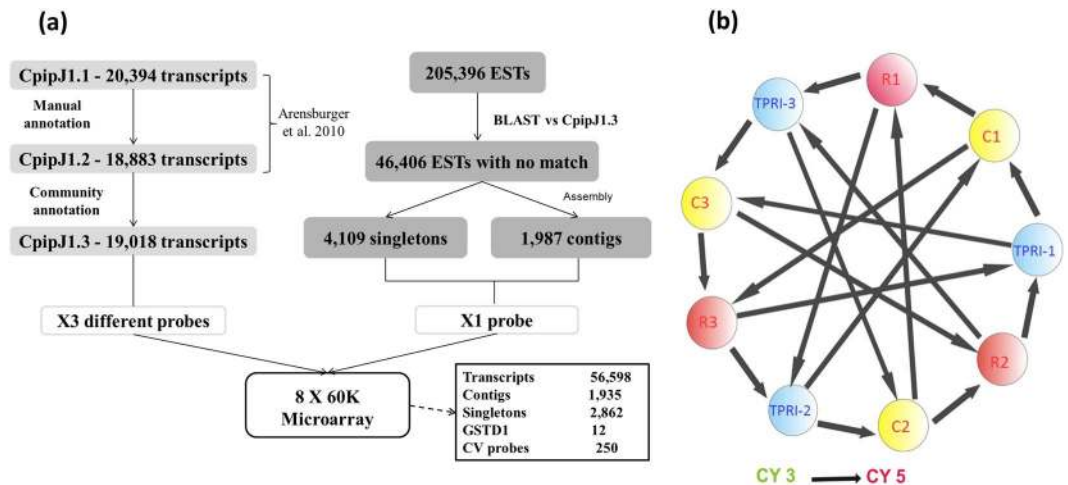 (a)
CpipJ1.1 - 20,394 transcripts
Manual
annotation
Arensburger
et al. 2010
CpipJ1.2 - 18,883 transcripts
Community
annotation
CpipJ1.3 - 19,018 transcripts
X3 different probes
205,396 ESTs
BLAST vs CpipJ1.3
46,406 ESTs with no match
Assembly
4,109 singletons
1,987 contigs
X1 probe
8 X 60K
Microarray
Transcripts 56,598
Contigs 1,935
Singletons 2,862
GSTD1 12
CV probes 250
(b)
R1
TPRI-3
C1
C3
TPRI-1
R3
R2
TPRI-2
C2
CY 3 CY 5